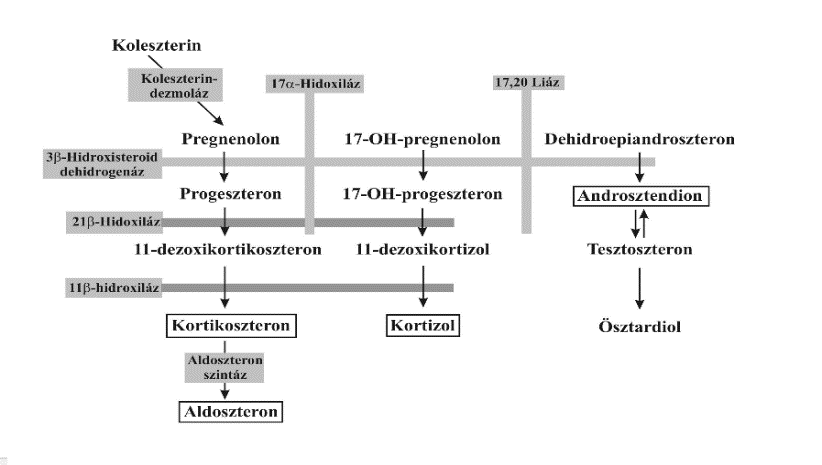 Koleszterin
Koleszterin-
dezmoláz
17α-Hidoxiláz
17,20 Liáz
Pregnenolon
17-OH-pregnenolon
Dehidroepiandroszteron
3β-Hidroxisteroid
dehidrogenáz
Progeszteron
17-OH-progeszteron
Androsztendion
21β-Hidoxiláz
11-dezoxikortikoszteron
11-dezoxikortizol
Tesztoszteron
11β-hidroxiláz
Kortikoszteron
Kortizol
Ösztardiol
Aldoszteron
szintáz
Aldoszteron